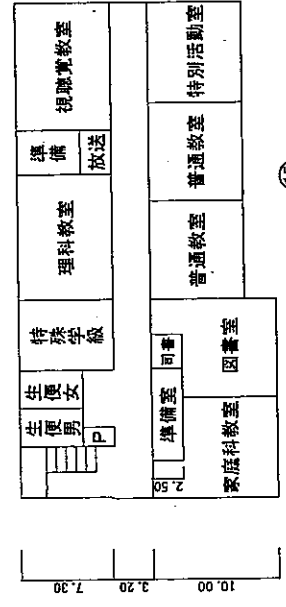 視聴覚教室
準備
放送
理科教室
特殊学級
生便女
生便男
P
特別活動室
普通教室
普通教室
図書室
司書
準備室
家庭科教室
2.50
7.30
3.20
10.00